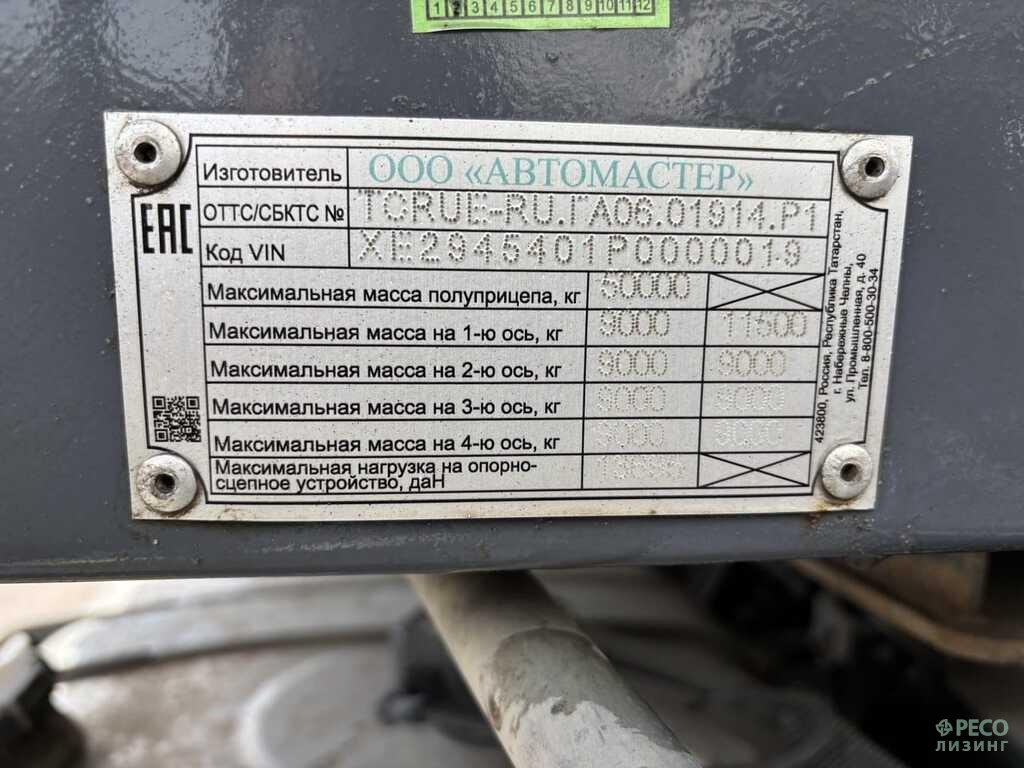 1 2 3 4 5 6 7 8 9 10 11 12
Изготовитель ООО «АВТОМАСТЕР»
ЕАС
ОТТС/СБКТС № TCRUE-RU.ГА06.01914.P1
Код VIN X1E2945401P0000019
Максимальная масса полуприцепа, кг 50000
Максимальная масса на 1-ю ось, кг 9000 11500
Максимальная масса на 2-ю ось, кг 9000 9000
Максимальная масса на 3-ю ось, кг 9000 9000
Максимальная масса на 4-ю ось, кг 9000 9000
Максимальная нагрузка на опорно-
сцепное устройство, даН
423800, Россия, Республика Татарстан,
г. Набережные Челны,
ул. Промышленная, д. 40
Тел. 8-800-500-30-34
РЕСО
ЛИЗИНГ